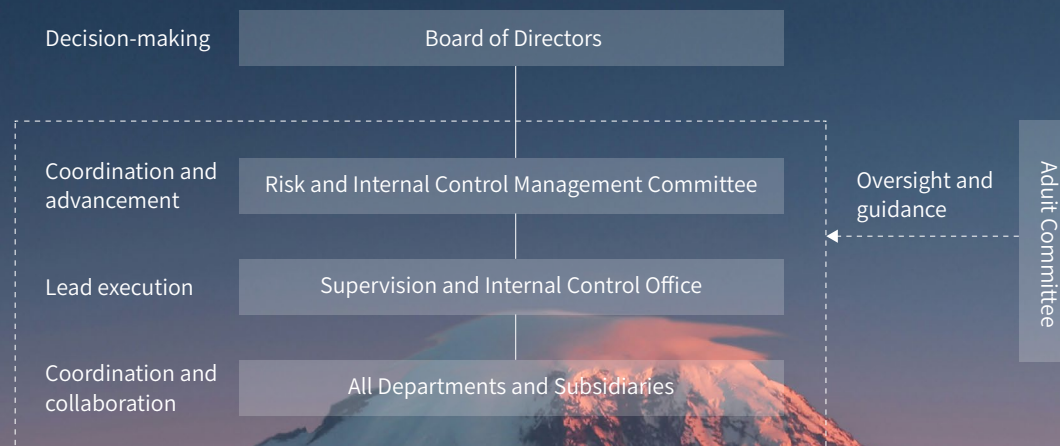 Decision-making
Board of Directors
Coordination and
advancement
Risk and Internal Control Management Committee
Oversight and
guidance
Aduit Committee
Lead execution
Supervision and Internal Control Office
Coordination and
collaboration
All Departments and Subsidiaries